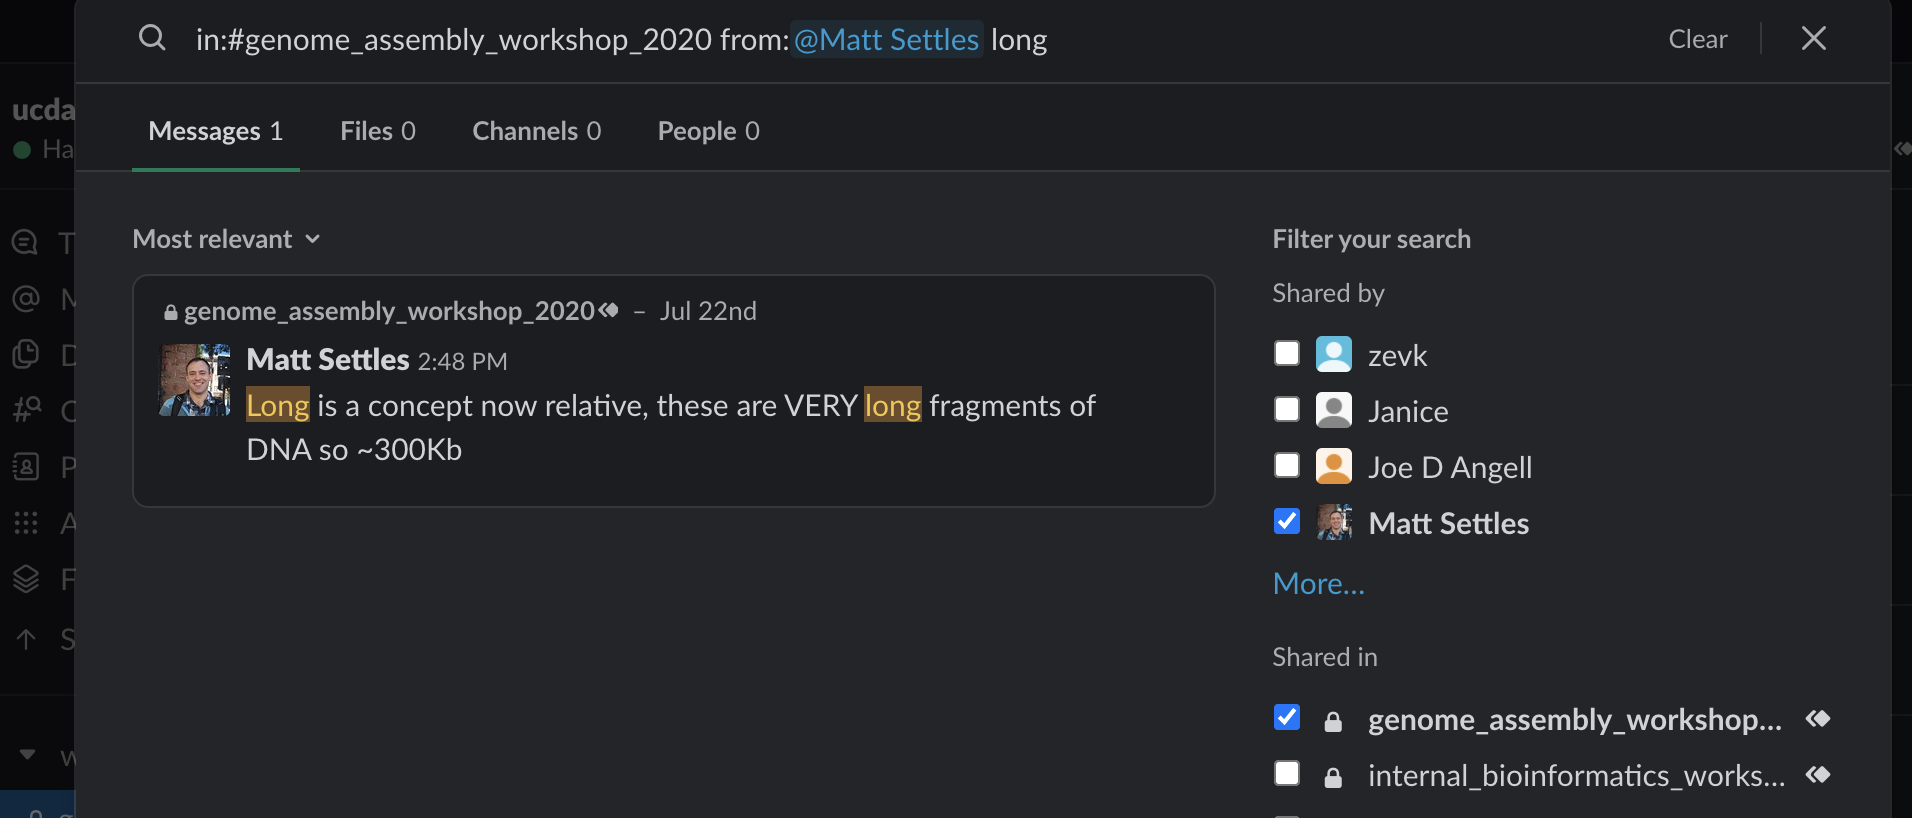 in:#genome_assembly_workshop_2020 from:@Matt Settles long
Clear
Messages 1
Files 0
Channels 0
People 0
Most relevant
genome_assembly_workshop_2020 – Jul 22nd
Matt Settles 2:48 PM
Long is a concept now relative, these are VERY long fragments of
DNA so ~300Kb
Filter your search
Shared by
zevk
Janice
Joe D Angell
Matt Settles
More...
Shared in
genome_assembly_workshop...
internal_bioinformatics_works...
ucda
Ha